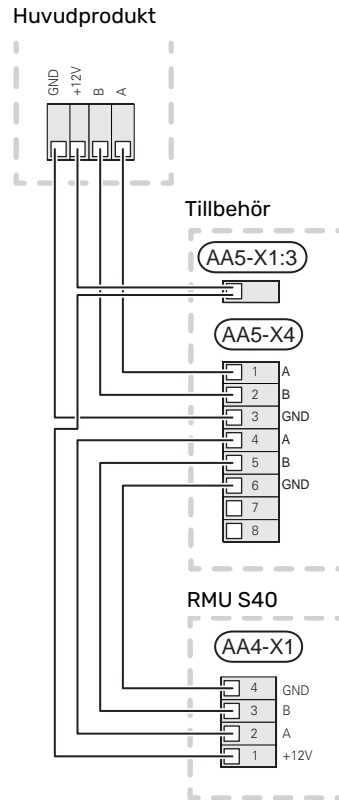 Huvudprodukt
GND
+12V
B
A
Tillbehör
AA5-X1:3
AA5-X4
1 A
2 B
3 GND
4 A
5 B
6 GND
7
8
RMU S40
AA4-X1
4 GND
3 B
2 A
1 +12V